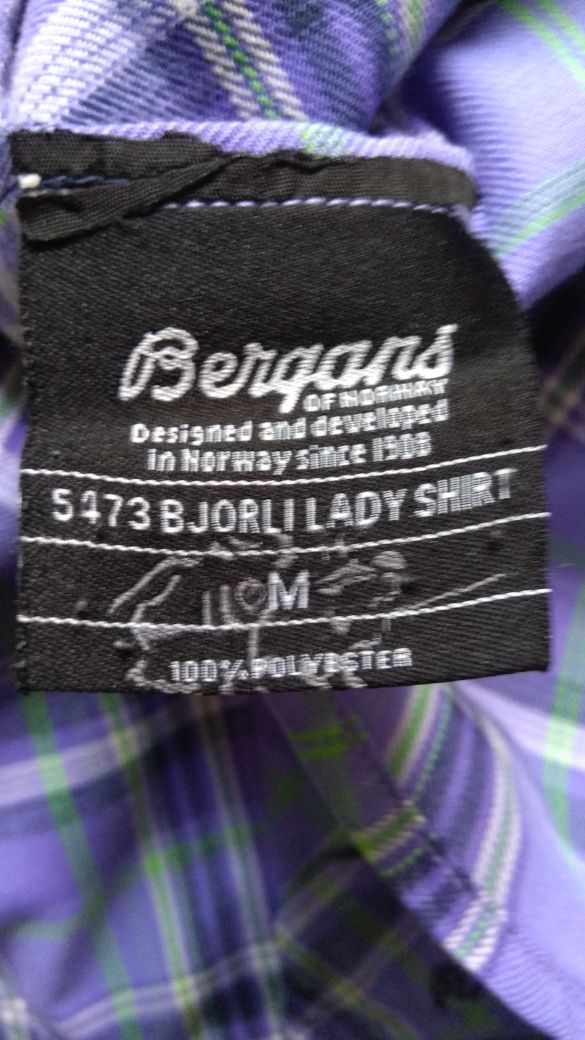 Bergans
OF NORWAY
Designed and developed
in Norway since 1908
5473 BJORLI LADY SHIRT
M
100% POLYESTER